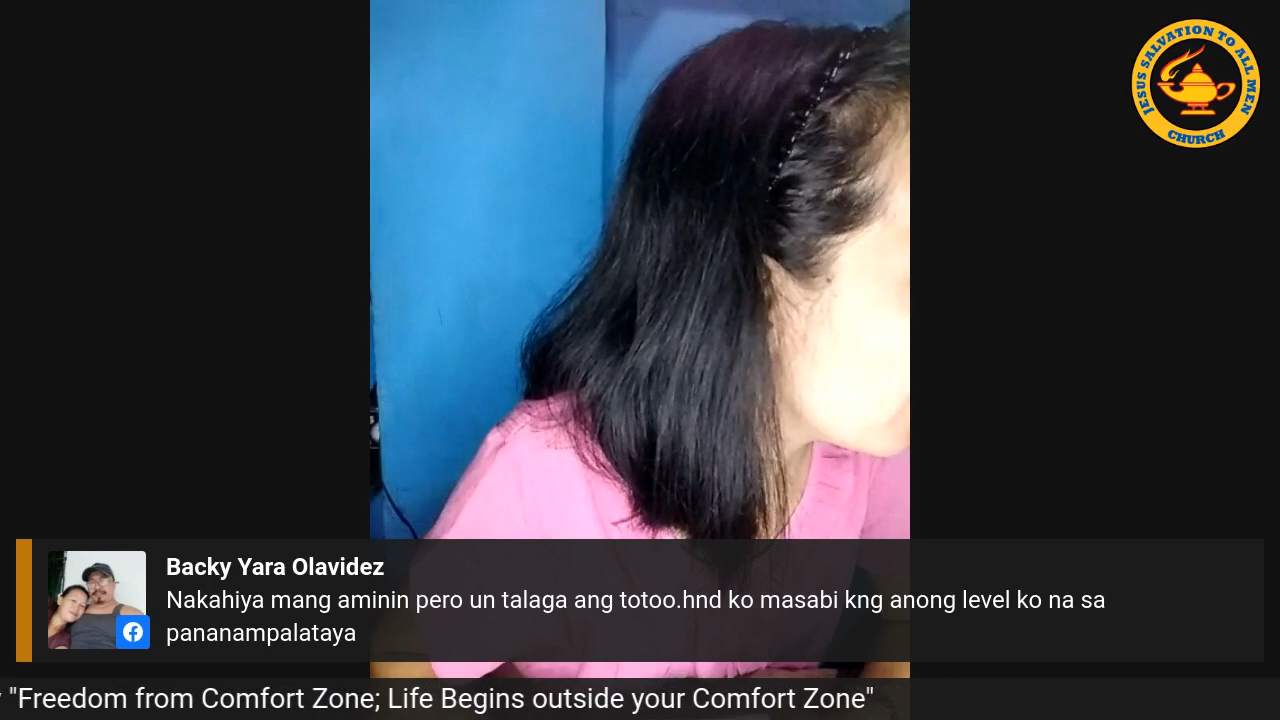 JESUS SALVATION TO ALL MEN
CHURCH
Backy Yara Olavidez
Nakahiya mang aminin pero un talaga ang totoo.hnd ko masabi kng anong level ko na sa
pananampalataya
"Freedom from Comfort Zone; Life Begins outside your Comfort Zone"